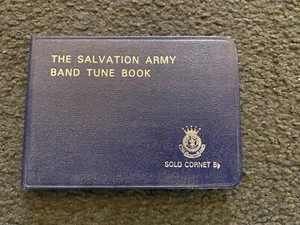 THE SALVATION ARMY
BAND TUNE BOOK
SOLO CORNET B♭